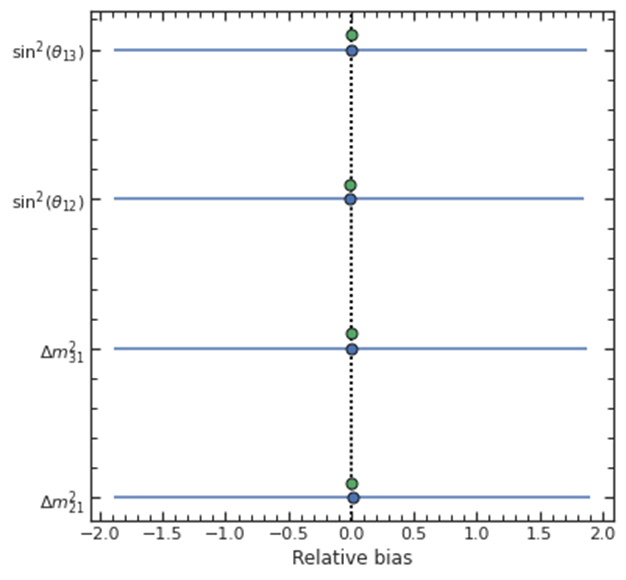 sin²(θ₁₃)
sin²(θ₁₂)
Δm²₃₁
Δm²₂₁
−2.0 −1.5 −1.0 −0.5 0.0 0.5 1.0 1.5 2.0
Relative bias